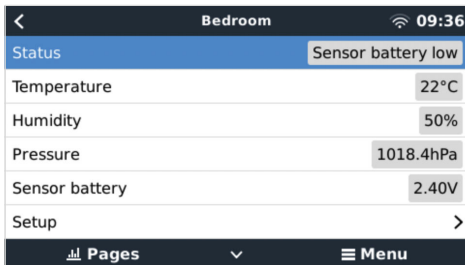 Bedroom 09:36
Status Sensor battery low
Temperature 22°C
Humidity 50%
Pressure 1018.4hPa
Sensor battery 2.40V
Setup
Pages Menu